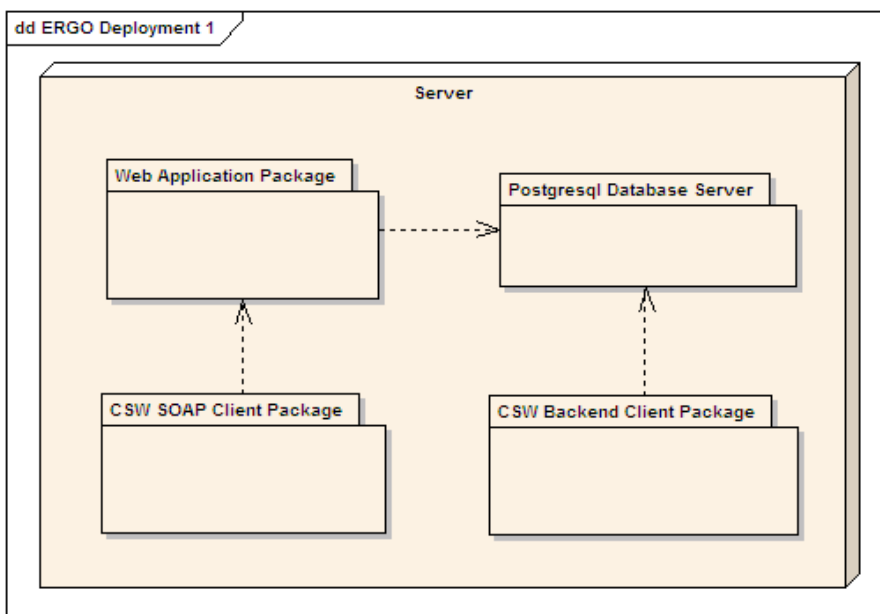 dd ERGO Deployment 1
Server
Web Application Package
Postgresql Database Server
CSW SOAP Client Package
CSW Backend Client Package